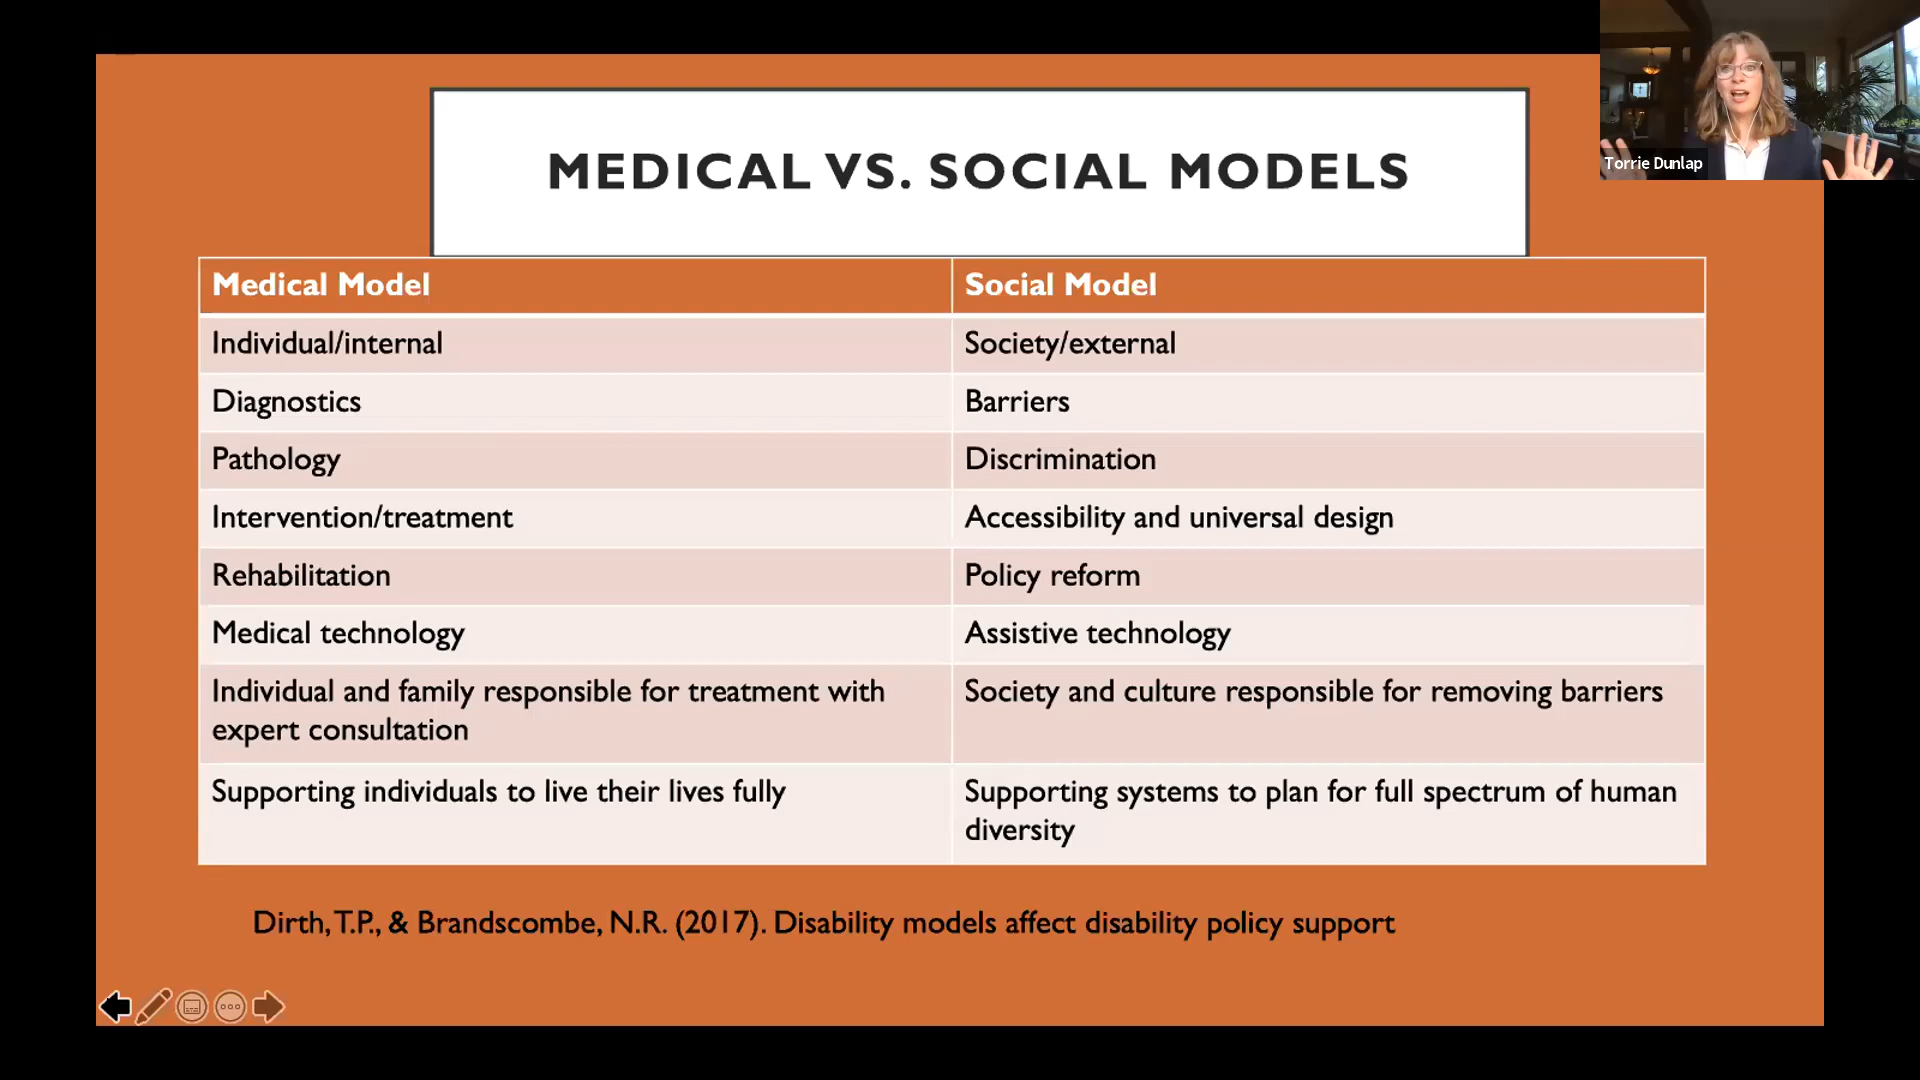 Torrie Dunlap
MEDICAL VS. SOCIAL MODELS
Medical Model
Social Model
Individual/internal
Society/external
Diagnostics
Barriers
Pathology
Discrimination
Intervention/treatment
Accessibility and universal design
Rehabilitation
Policy reform
Medical technology
Assistive technology
Individual and family responsible for treatment with
expert consultation
Society and culture responsible for removing barriers
Supporting individuals to live their lives fully
Supporting systems to plan for full spectrum of human
diversity
Dirth, T.P., & Brandscombe, N.R. (2017). Disability models affect disability policy support